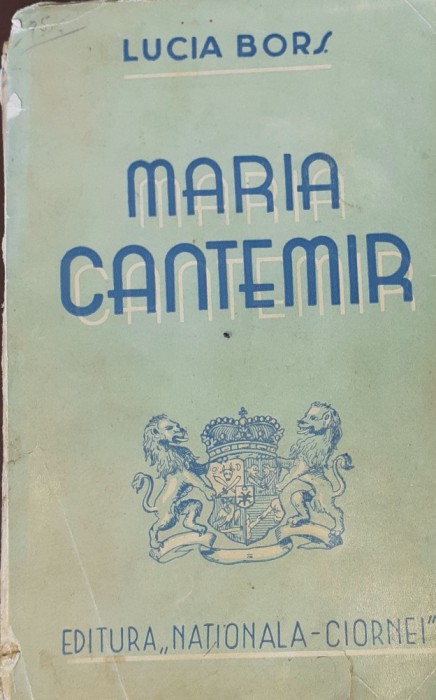 LUCIA BORȘ
MARIA
CANTEMIR
EDITURA „NAȚIONALA-CIORNEI"